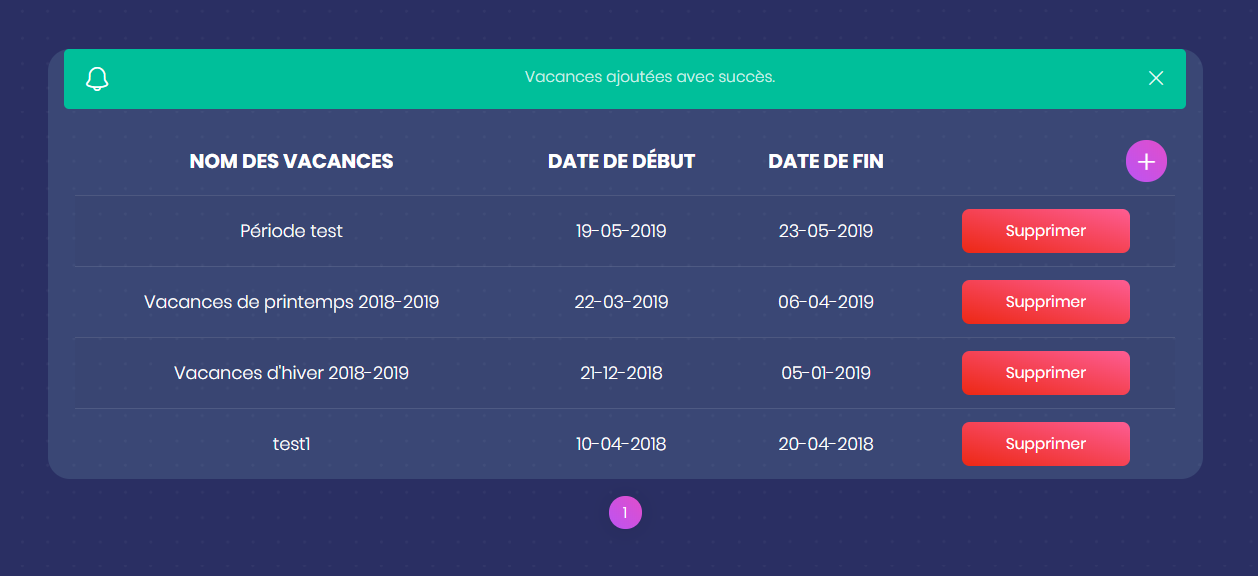 Vacances ajoutées avec succès.
NOM DES VACANCES DATE DE DÉBUT DATE DE FIN
Période test 19-05-2019 23-05-2019 Supprimer
Vacances de printemps 2018-2019 22-03-2019 06-04-2019 Supprimer
Vacances d'hiver 2018-2019 21-12-2018 05-01-2019 Supprimer
test1 10-04-2018 20-04-2018 Supprimer
1